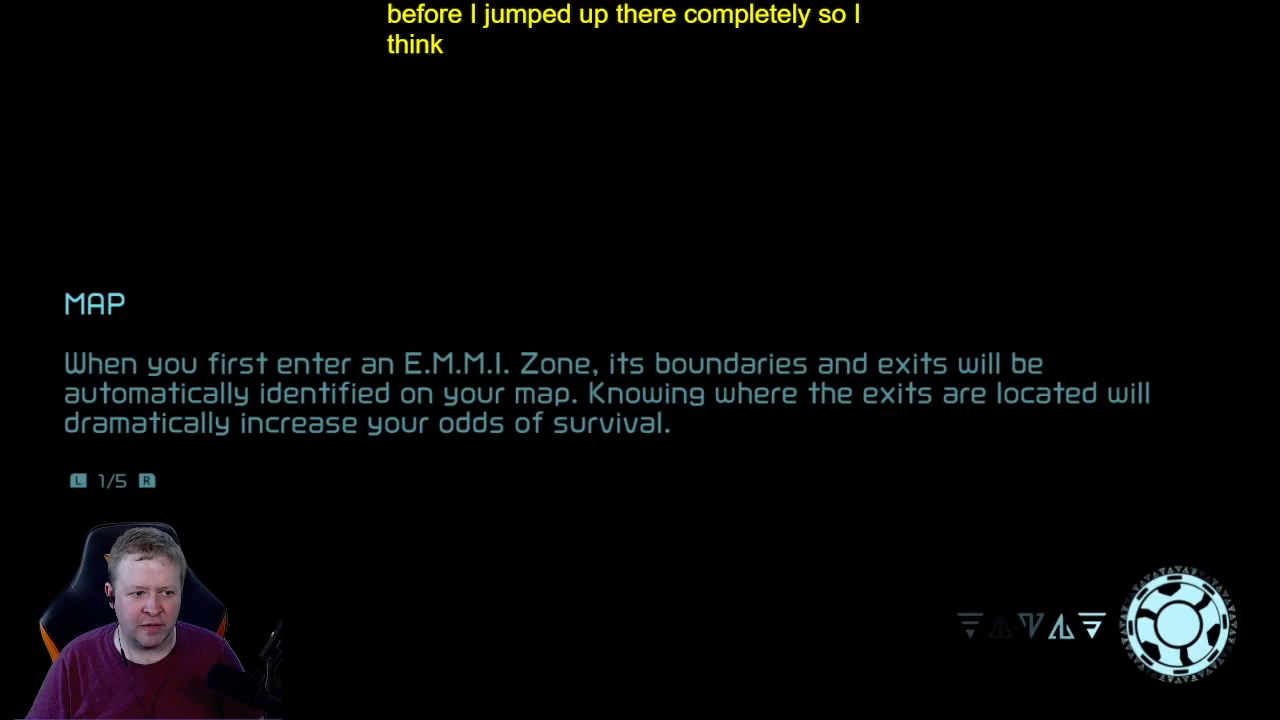 before I jumped up there completely so I
think
MAP
When you first enter an E.M.M.I. Zone, its boundaries and exits will be
automatically identified on your map. Knowing where the exits are located will
dramatically increase your odds of survival.
L 1/5 R